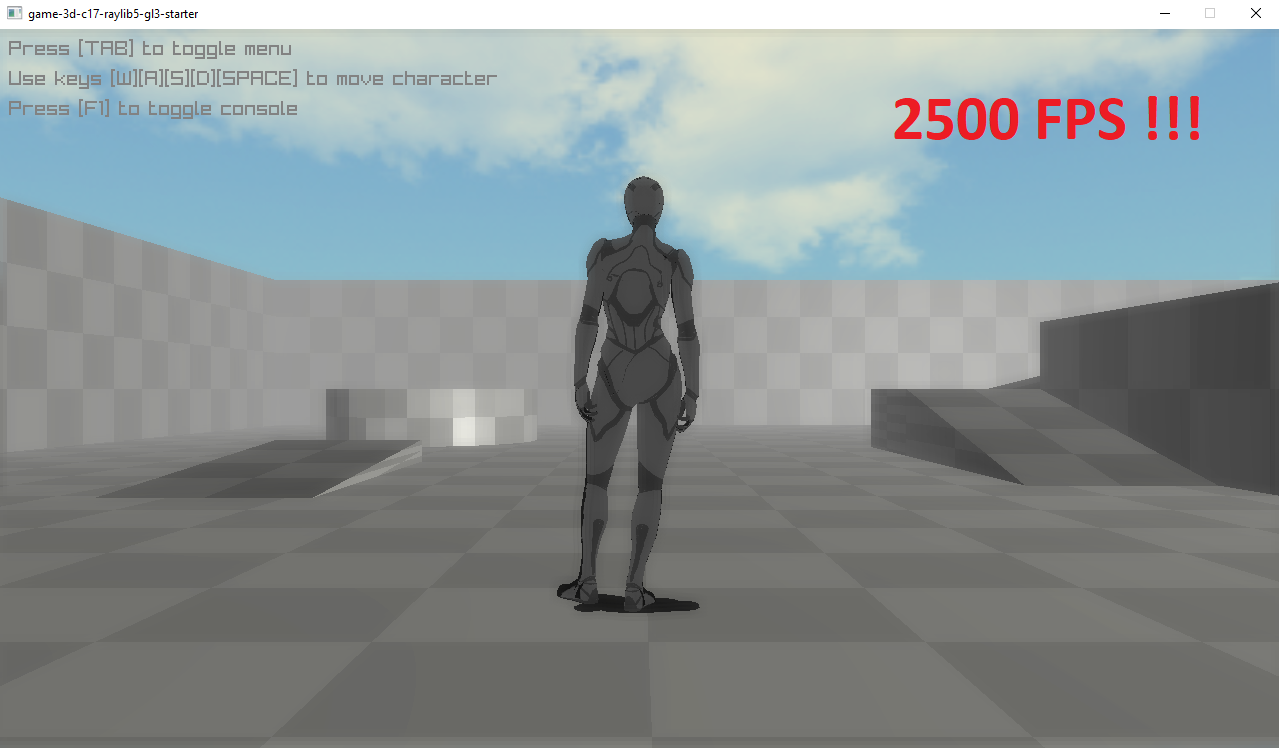 game-3d-c17-raylib5-gl3-starter
Press [TAB] to toggle menu
Use keys [W][A][S][D][SPACE] to move character
Press [F1] to toggle console
2500 FPS !!!